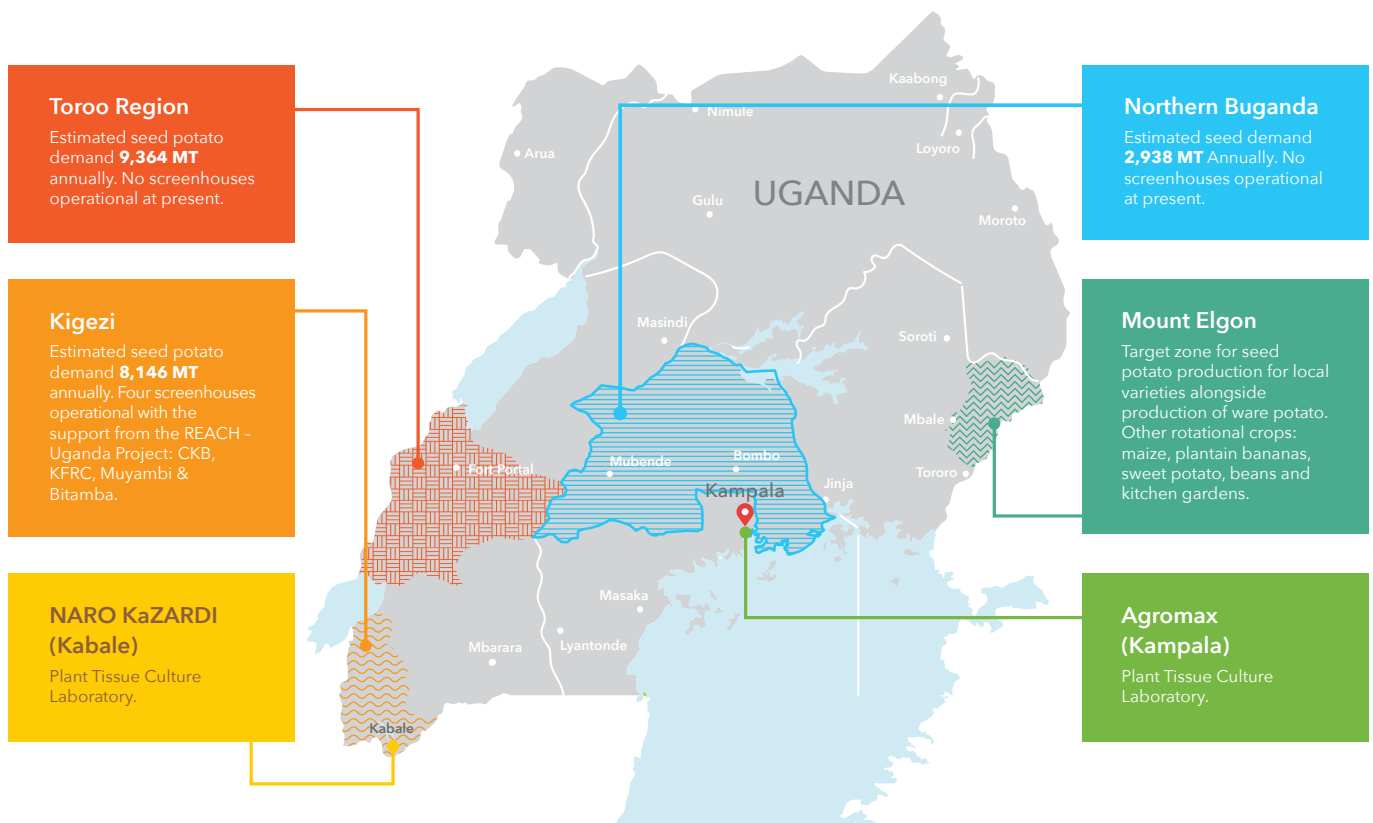 Toroo Region
Estimated seed potato
demand 9,364 MT
annually. No screenhouses
operational at present.
Kigezi
Estimated seed potato
demand 8,146 MT
annually. Four screenhouses
operational with the
support from the REACH –
Uganda Project: CKB,
KFRC, Muyambi &
Bitamba.
NARO KaZARDI
(Kabale)
Plant Tissue Culture
Laboratory.
Kaabong
Nimule
Loyoro
Arua
UGANDA
Gulu
Moroto
Masindi
Soroti
Mbale
Fort Portal
Mubende
Bombo
Tororo
Kampala
Jinja
Masaka
Mbarara
Lyantonde
Kabale
Northern Buganda
Estimated seed demand
2,938 MT Annually. No
screenhouses operational
at present.
Mount Elgon
Target zone for seed
potato production for local
varieties alongside
production of ware potato.
Other rotational crops:
maize, plantain bananas,
sweet potato, beans and
kitchen gardens.
Agromax
(Kampala)
Plant Tissue Culture
Laboratory.